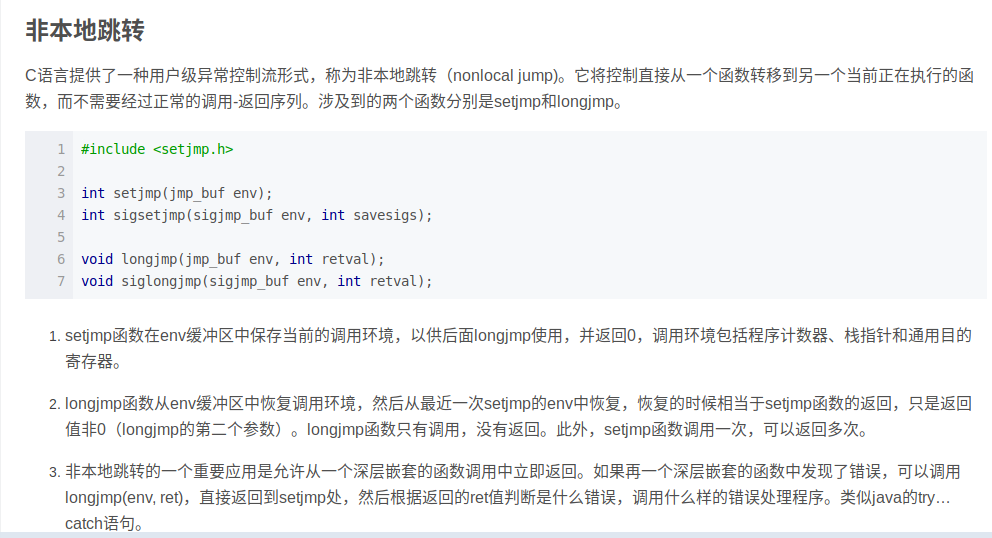 非本地跳转
C语言提供了一种用户级异常控制流形式，称为非本地跳转（nonlocal jump)。它将控制直接从一个函数转移到另一个当前正在执行的函
数，而不需要经过正常的调用-返回序列。涉及到的两个函数分别是setjmp和longjmp。
1 #include <setjmp.h>
2
3 int setjmp(jmp_buf env);
4 int sigsetjmp(sigjmp_buf env, int savesigs);
5
6 void longjmp(jmp_buf env, int retval);
7 void siglongjmp(sigjmp_buf env, int retval);
1. setjmp函数在env缓冲区中保存当前的调用环境，以供后面longjmp使用，并返回0，调用环境包括程序计数器、栈指针和通用目的
寄存器。
2. longjmp函数从env缓冲区中恢复调用环境，然后从最近一次setjmp的env中恢复，恢复的时候相当于setjmp函数的返回，只是返回
值非0（longjmp的第二个参数）。longjmp函数只有调用，没有返回。此外，setjmp函数调用一次，可以返回多次。
3. 非本地跳转的一个重要应用是允许从一个深层嵌套的函数调用中立即返回。如果再一个深层嵌套的函数中发现了错误，可以调用
longjmp(env, ret)，直接返回到setjmp处，然后根据返回的ret值判断是什么错误，调用什么样的错误处理程序。类似java的try…
catch语句。